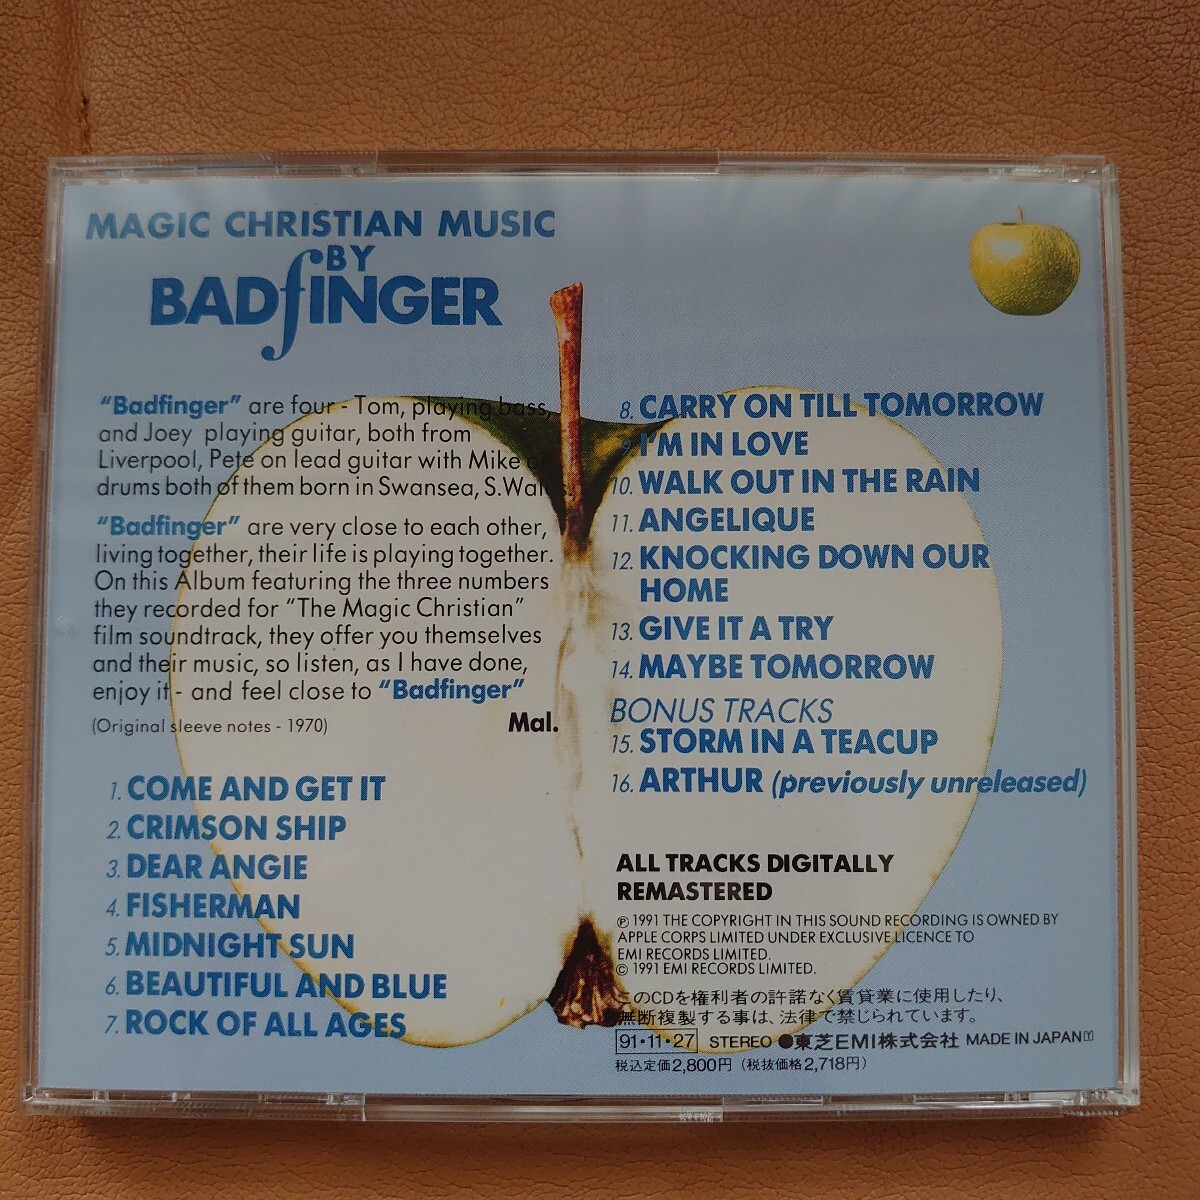 MAGIC CHRISTIAN MUSIC
BY
BADfINGER
“Badfinger” are four - Tom, playing bass,
and Joey playing guitar, both from
Liverpool, Pete on lead guitar with Mike
drums both of them born in Swansea, S.Wales.
“Badfinger” are very close to each other,
living together, their life is playing together.
On this Album featuring the three numbers
they recorded for “The Magic Christian”
film soundtrack, they offer you themselves
and their music, so listen, as I have done,
enjoy it - and feel close to “Badfinger”
(Original sleeve notes - 1970)
Mal.
1. COME AND GET IT
2. CRIMSON SHIP
3. DEAR ANGIE
4. FISHERMAN
5. MIDNIGHT SUN
6. BEAUTIFUL AND BLUE
7. ROCK OF ALL AGES
8. CARRY ON TILL TOMORROW
9. I'M IN LOVE
10. WALK OUT IN THE RAIN
11. ANGELIQUE
12. KNOCKING DOWN OUR
HOME
13. GIVE IT A TRY
14. MAYBE TOMORROW
BONUS TRACKS
15. STORM IN A TEACUP
16. ARTHUR (previously unreleased)
ALL TRACKS DIGITALLY
REMASTERED
℗ 1991 THE COPYRIGHT IN THIS SOUND RECORDING IS OWNED BY
APPLE CORPS LIMITED UNDER EXCLUSIVE LICENCE TO
EMI RECORDS LIMITED.
© 1991 EMI RECORDS LIMITED.
このCDを権利者の許諾なく賃貸業に使用したり、
無断複製する事は、法律で禁じられています。
91・11・27 STEREO ●東芝EMI株式会社 MADE IN JAPAN Y
税込定価2,800円(税抜価格2,718円)